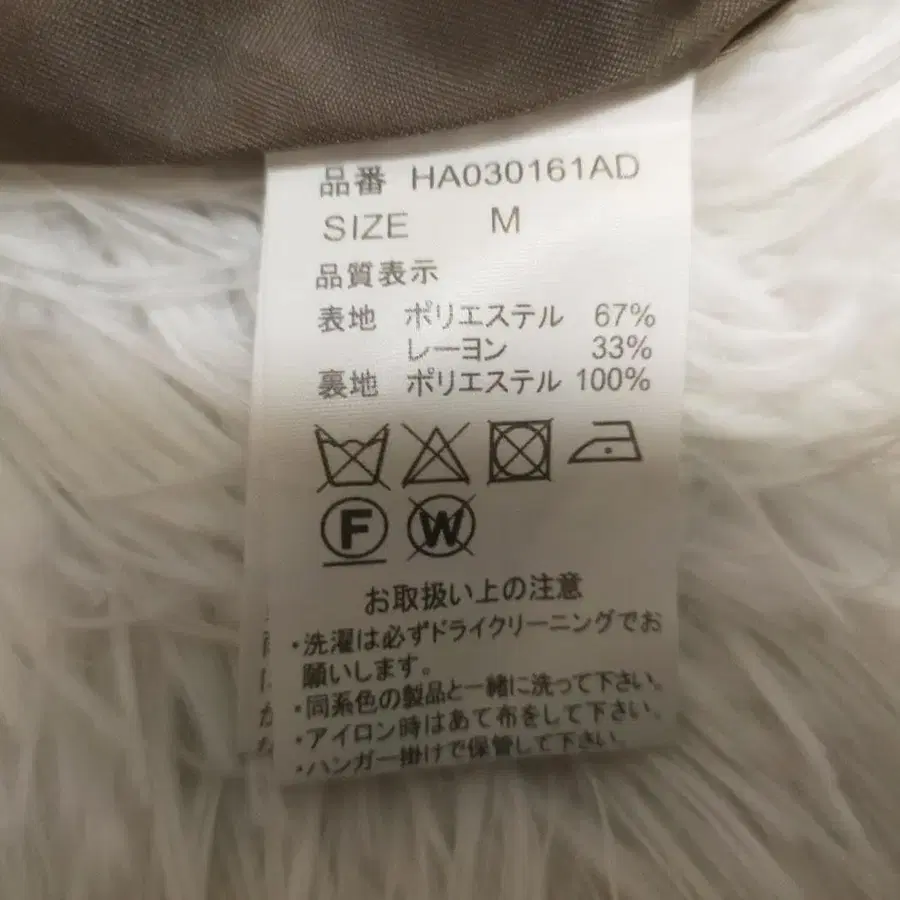 品番 HA030161AD
SIZE M
品質表示
表地 ポリエステル 67%
レーヨン 33%
裏地 ポリエステル 100%
F W
お取扱い上の注意
・洗濯は必ずドライクリーニングでお
願いします。
・同系色の製品と一緒に洗って下さい。
・アイロン時はあて布をして下さい。
・ハンガー掛けで保管して下さい。